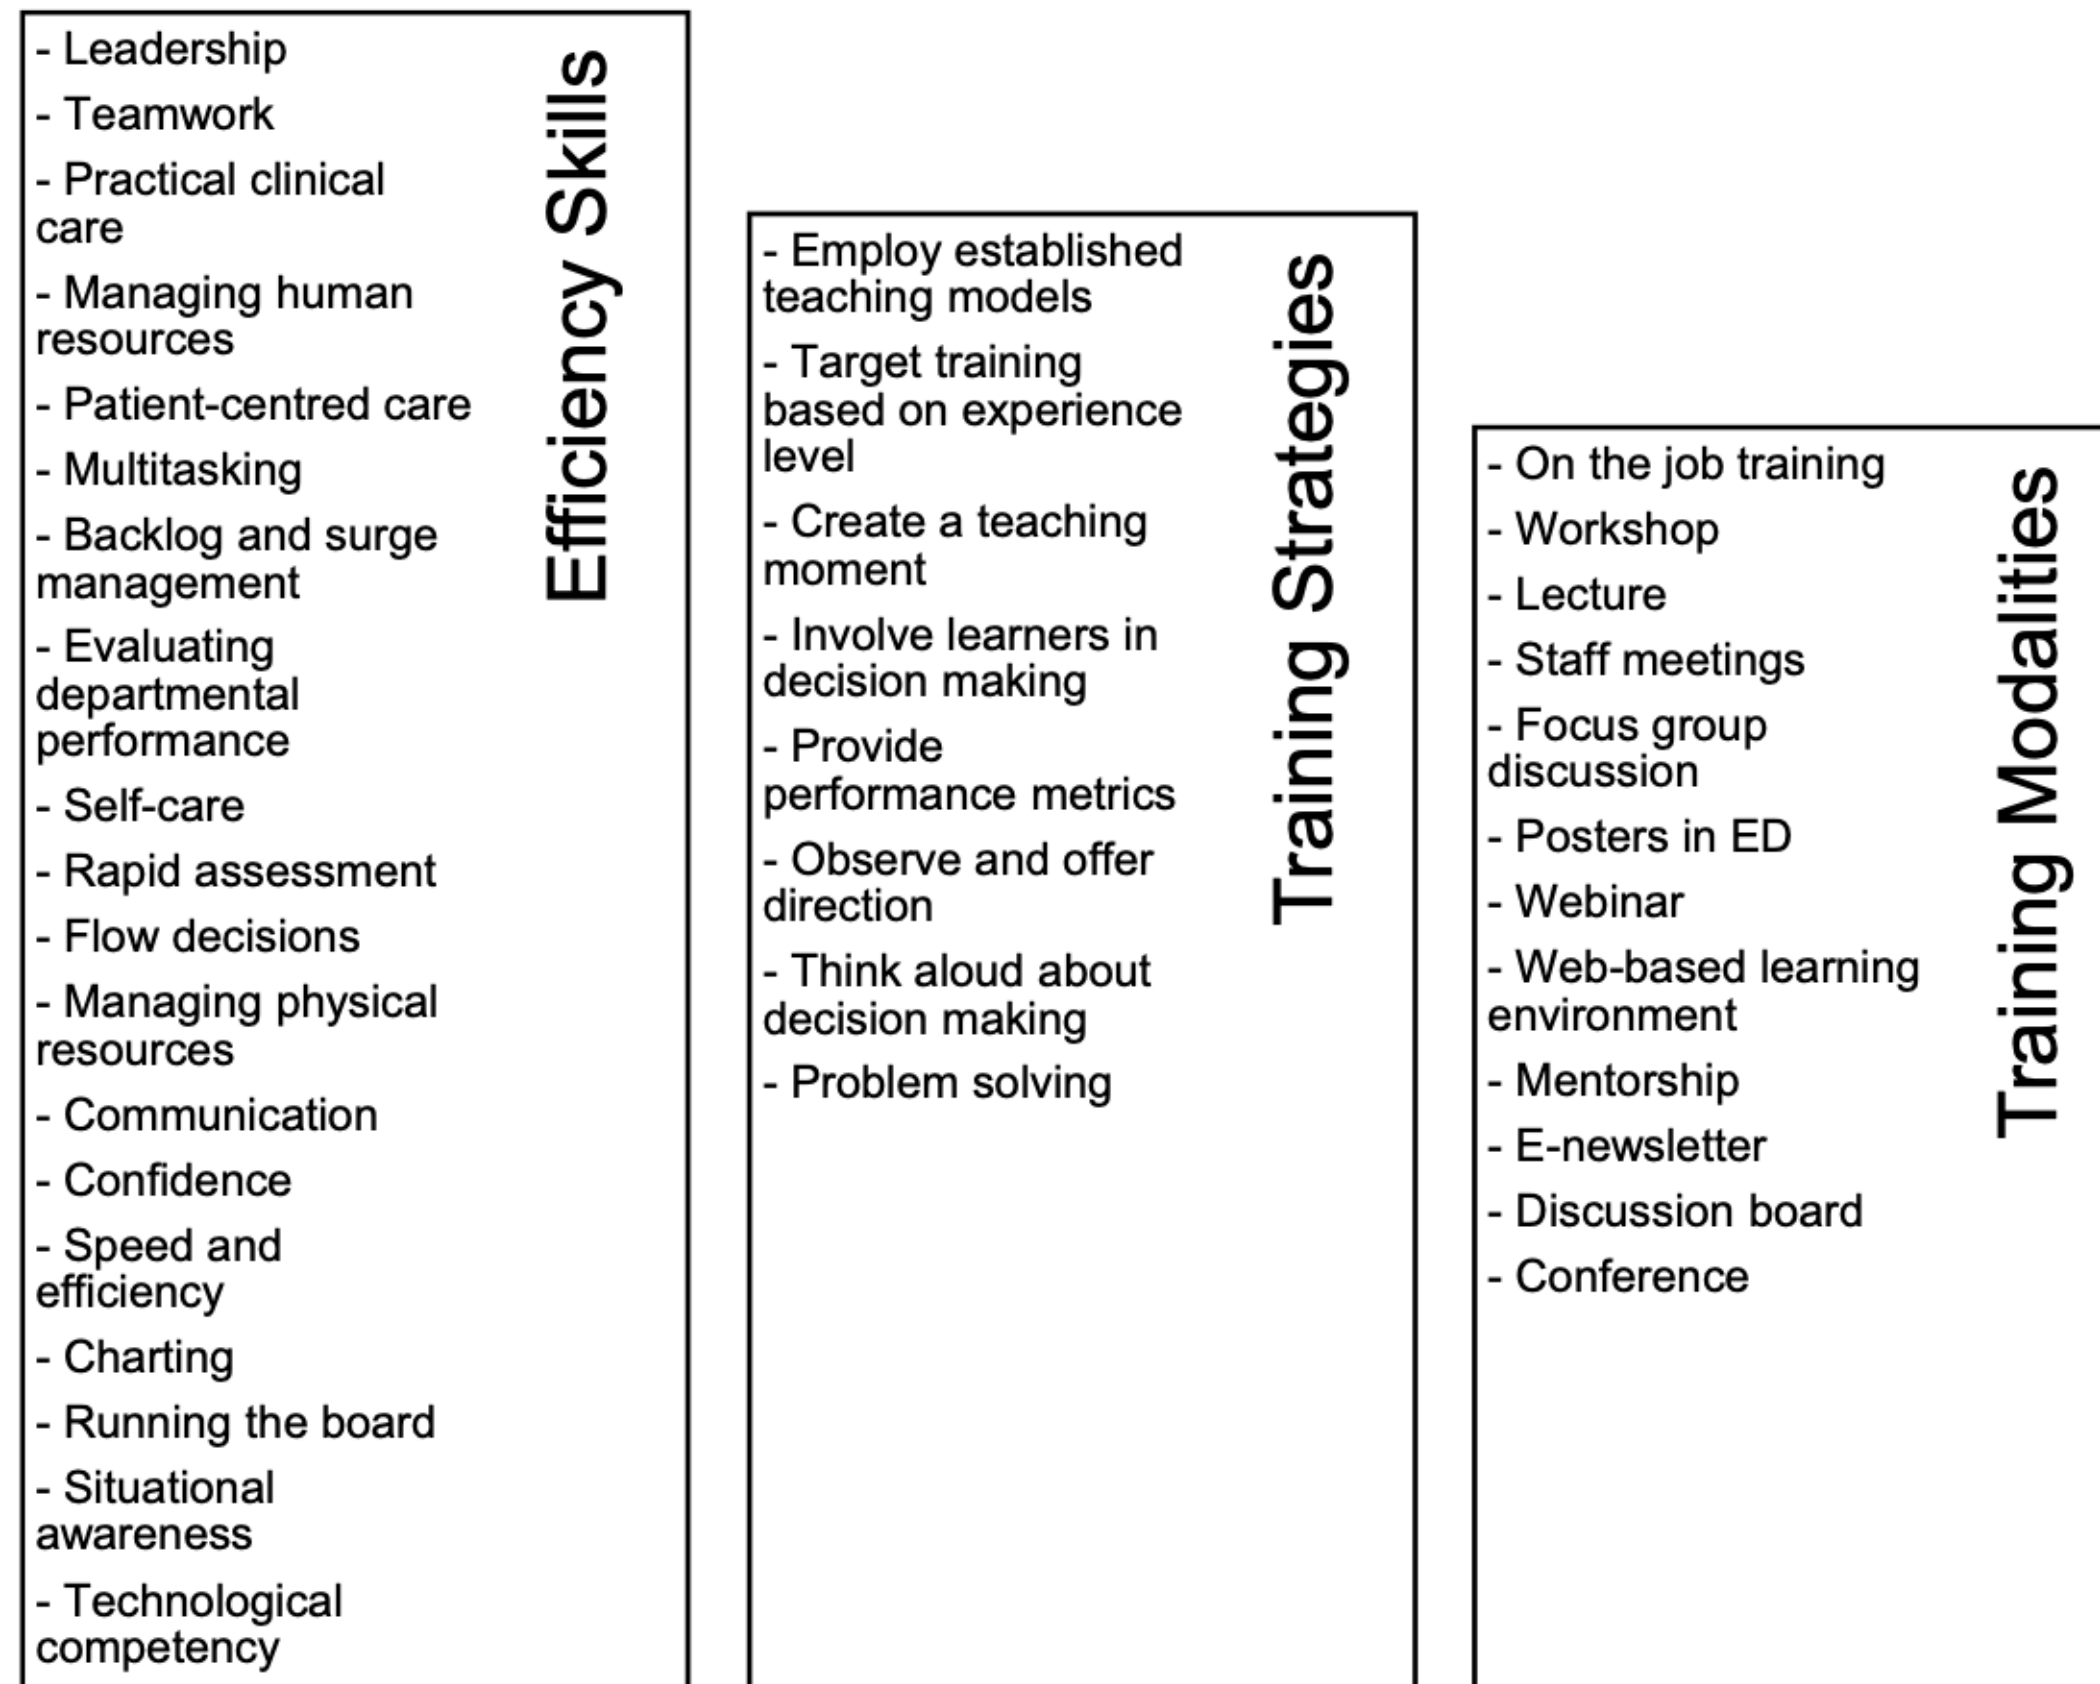 - Leadership
- Teamwork
- Practical clinical
care
- Managing human
resources
- Patient-centred care
- Multitasking
- Backlog and surge
management
- Evaluating
departmental
performance
- Self-care
- Rapid assessment
- Flow decisions
- Managing physical
resources
- Communication
- Confidence
- Speed and
efficiency
- Charting
- Running the board
- Situational
awareness
- Technological
competency
Efficiency Skills
- Employ established
teaching models
- Target training
based on experience
level
- Create a teaching
moment
- Involve learners in
decision making
- Provide
performance metrics
- Observe and offer
direction
- Think aloud about
decision making
- Problem solving
Training Strategies
- On the job training
- Workshop
- Lecture
- Staff meetings
- Focus group
discussion
- Posters in ED
- Webinar
- Web-based learning
environment
- Mentorship
- E-newsletter
- Discussion board
- Conference
Training Modalities